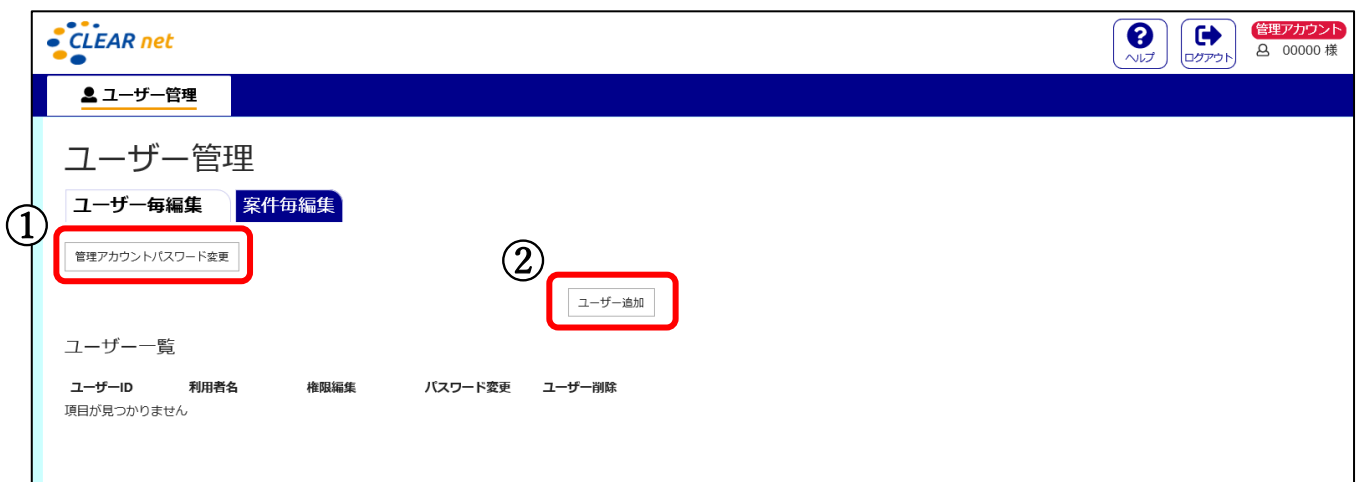 CLEAR net
ヘルプ
ログアウト
管理アカウント
00000 様
ユーザー管理
ユーザー管理
ユーザー毎編集 案件毎編集
①
管理アカウントパスワード変更
②
ユーザー追加
ユーザー一覧
ユーザーID 利用者名 権限編集 パスワード変更 ユーザー削除
項目が見つかりません